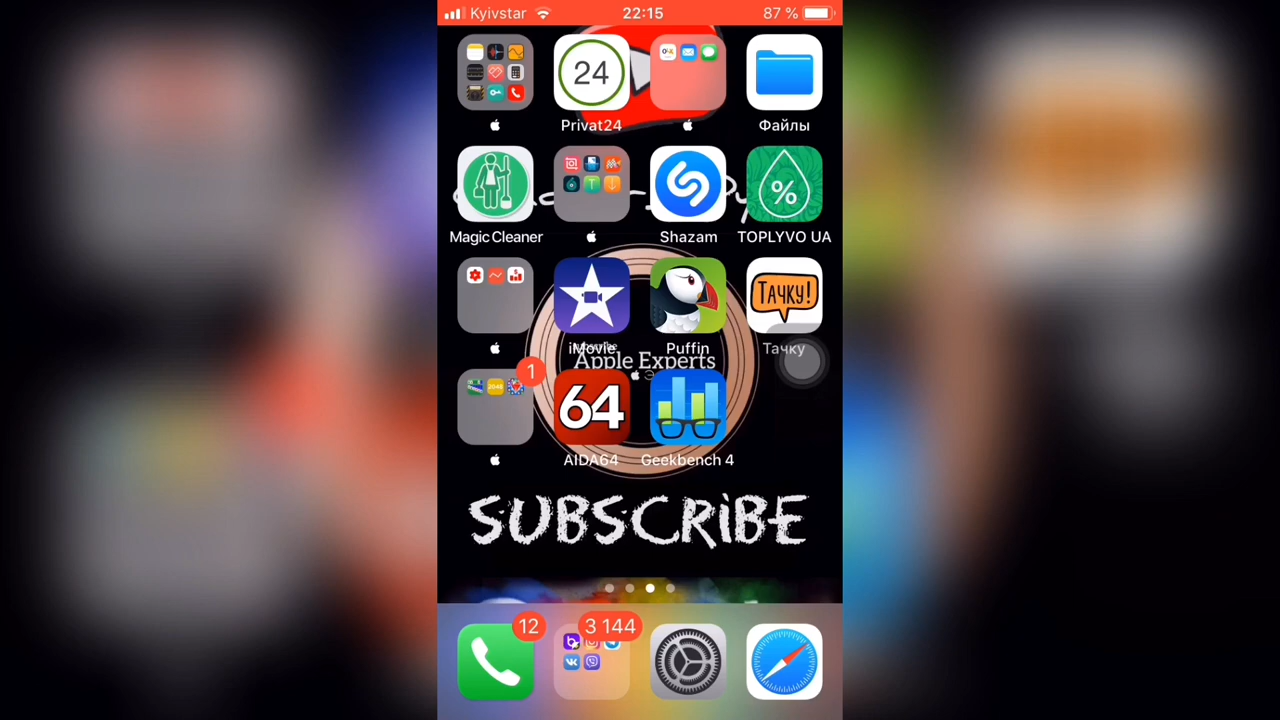 Kyivstar 22:15 87 %
24
Privat24 Файлы
%
Magic Cleaner Shazam TOPLYVO UA
ТАЧКУ!
iMovie Puffin Тачку
Apple Experts
1
2048
64
AIDA64 Geekbench 4
SUBSCRiBE
12 3 144